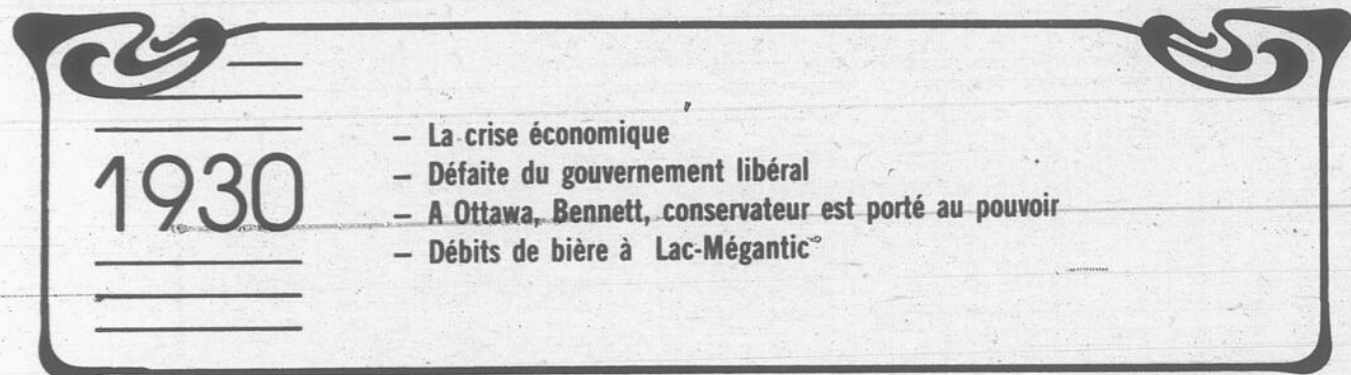 1930
– La crise économique
– Défaite du gouvernement libéral
– A Ottawa, Bennett, conservateur est porté au pouvoir
– Débits de bière à Lac-Mégantic